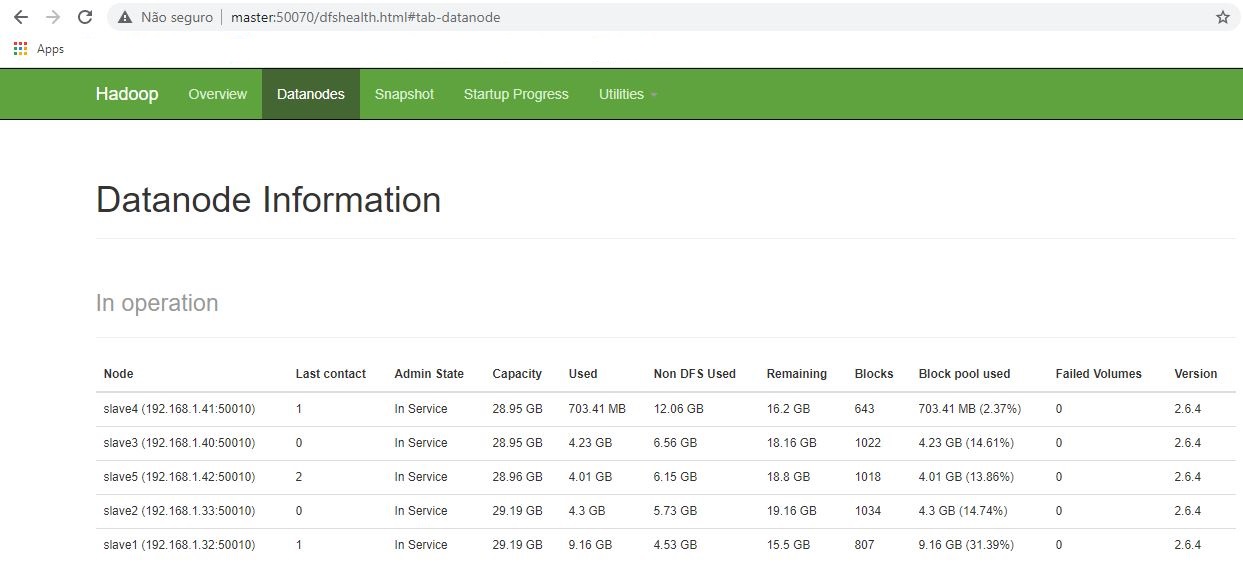 Não seguro | master:50070/dfshealth.html#tab-datanode
Apps
Hadoop Overview Datanodes Snapshot Startup Progress Utilities
Datanode Information
In operation
Node Last contact Admin State Capacity Used Non DFS Used Remaining Blocks Block pool used Failed Volumes Version
slave4 (192.168.1.41:50010) 1 In Service 28.95 GB 703.41 MB 12.06 GB 16.2 GB 643 703.41 MB (2.37%) 0 2.6.4
slave3 (192.168.1.40:50010) 0 In Service 28.95 GB 4.23 GB 6.56 GB 18.16 GB 1022 4.23 GB (14.61%) 0 2.6.4
slave5 (192.168.1.42:50010) 2 In Service 28.96 GB 4.01 GB 6.15 GB 18.8 GB 1018 4.01 GB (13.86%) 0 2.6.4
slave2 (192.168.1.33:50010) 0 In Service 29.19 GB 4.3 GB 5.73 GB 19.16 GB 1034 4.3 GB (14.74%) 0 2.6.4
slave1 (192.168.1.32:50010) 1 In Service 29.19 GB 9.16 GB 4.53 GB 15.5 GB 807 9.16 GB (31.39%) 0 2.6.4